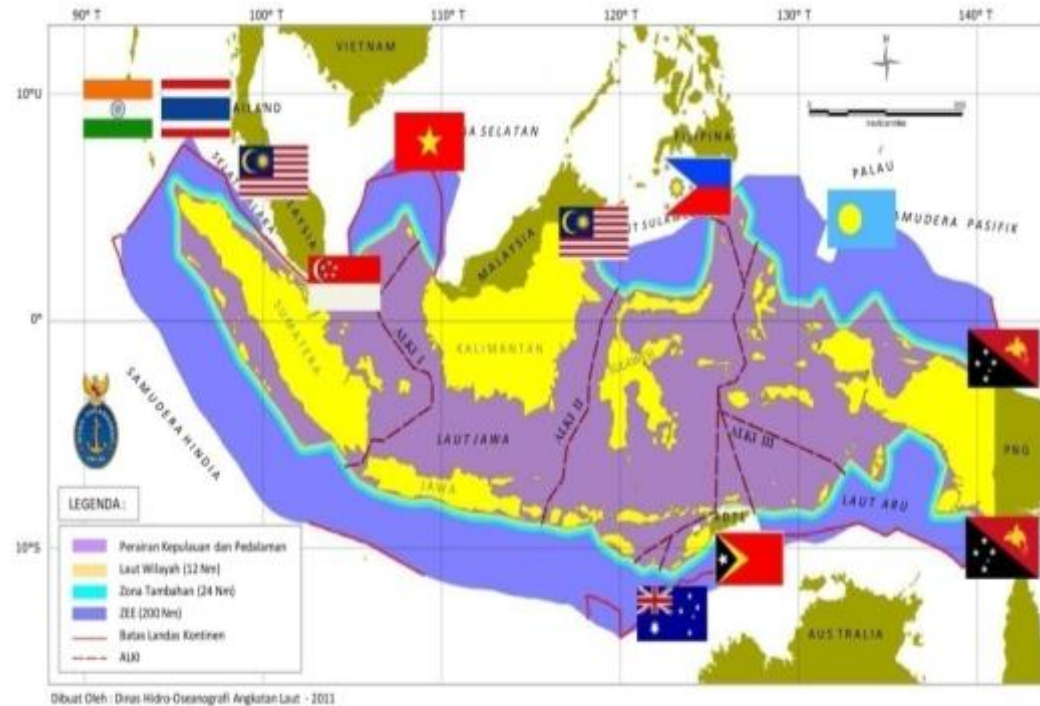 90° T
100° T
110° T
120° T
130° T
140° T
VIETNAM
10°U
AILAND
A SELATAN
FILIPINA
PALAU
AMUDERA PASIFIK
MALAYSIA
0°
SUMATERA
KALIMANTAN
ALKI I
ALKI II
ALKI III
SAMUDERA HINDIA
LAUT JAWA
JAWA
PNG
LAUT ARU
RDTL
10°S
AUSTRALIA
LEGENDA :
Perairan Kepulauan dan Pedalaman
Laut Wilayah (12 Nm)
Zona Tambahan (24 Nm)
ZEE (200 Nm)
Batas Landas Kontinen
ALKI
Dibuat Oleh : Dinas Hidro-Oseanografi Angkatan Laut - 2011